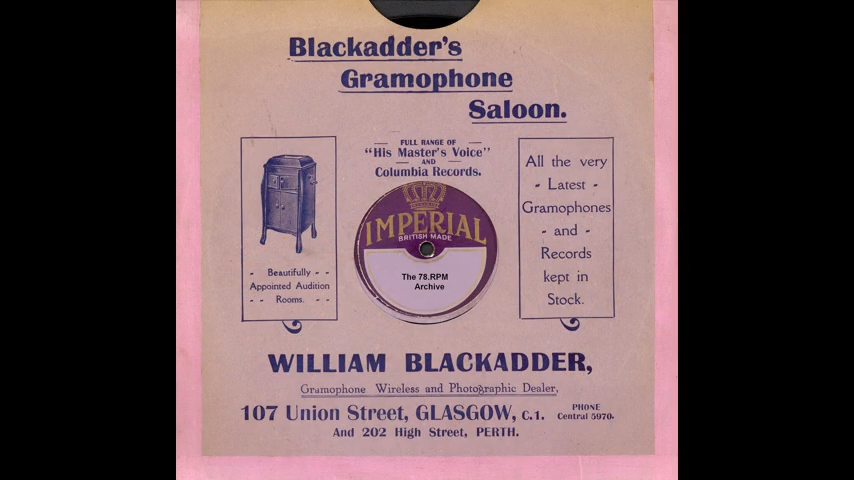 Blackadder's
Gramophone
Saloon.
FULL RANGE OF
"His Master's Voice"
AND
Columbia Records.
- Beautifully - -
Appointed Audition
- - Rooms. - -
IMPERIAL
BRITISH MADE
The 78.RPM
Archive
All the very
- Latest -
Gramophones
- and -
Records
kept in
Stock.
WILLIAM BLACKADDER,
Gramophone Wireless and Photographic Dealer,
107 Union Street, GLASGOW, C.1.
PHONE
Central 5970.
And 202 High Street, PERTH.